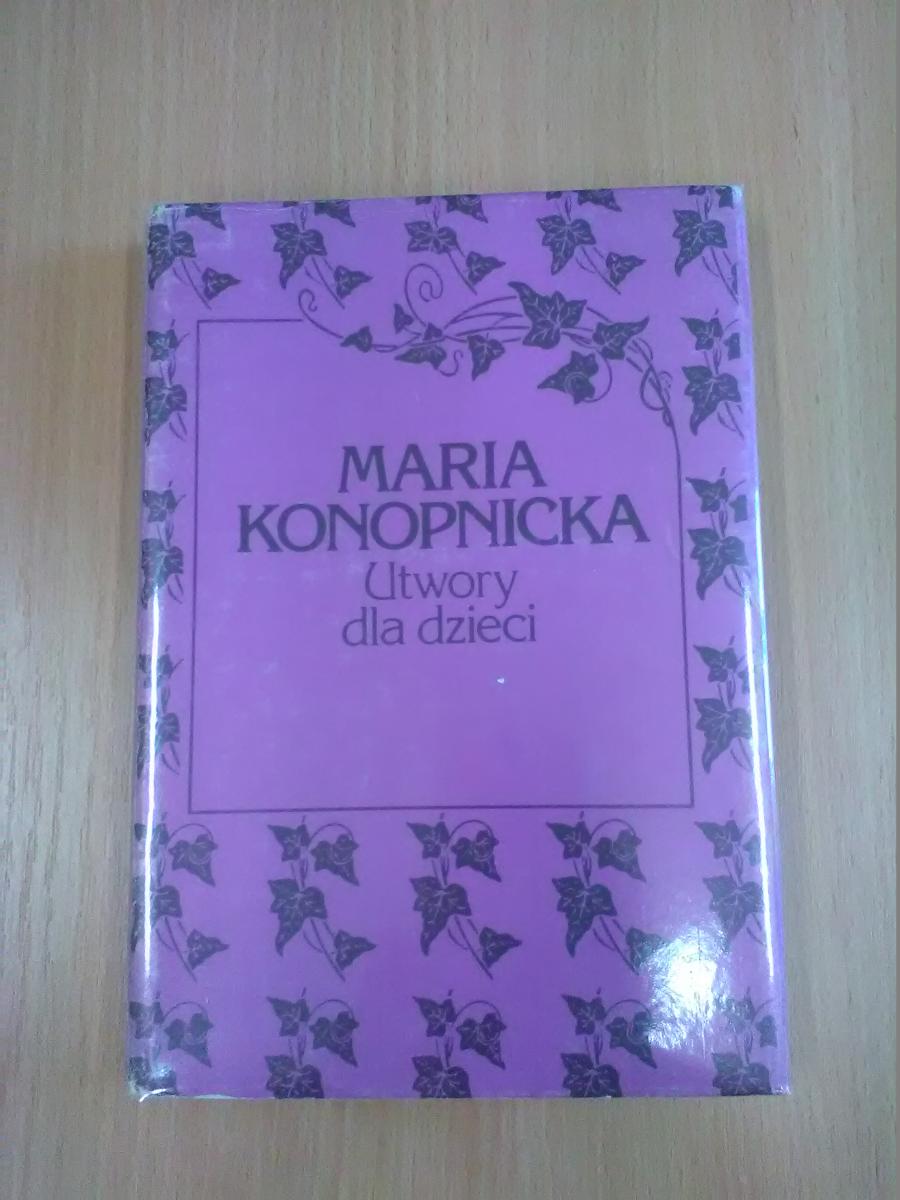 MARIA
KONOPNICKA
Utwory
dla dzieci